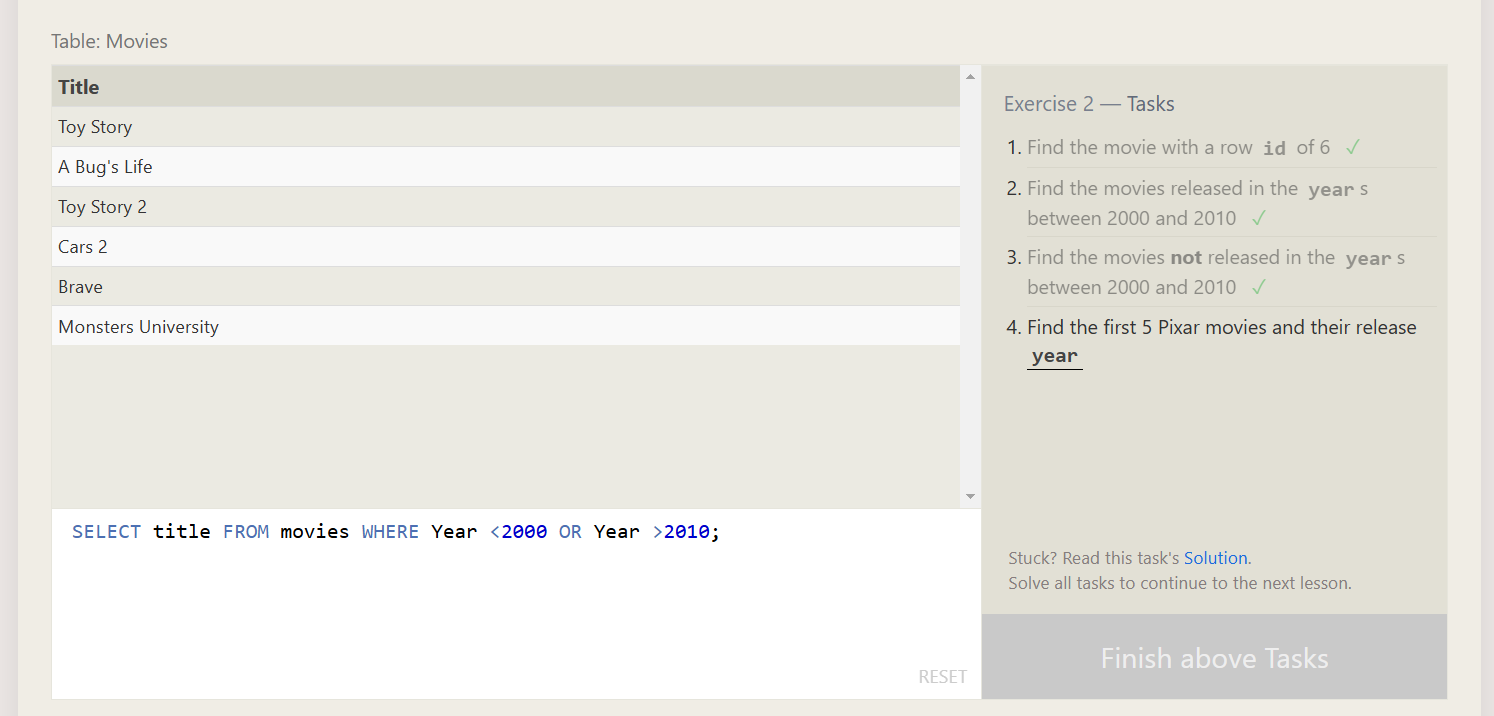 Table: Movies
Title
Toy Story
A Bug's Life
Toy Story 2
Cars 2
Brave
Monsters University
SELECT title FROM movies WHERE Year <2000 OR Year >2010;
RESET
Exercise 2 — Tasks
1. Find the movie with a row id of 6 ✓
2. Find the movies released in the year s
between 2000 and 2010 ✓
3. Find the movies not released in the year s
between 2000 and 2010 ✓
4. Find the first 5 Pixar movies and their release
year
Stuck? Read this task's Solution.
Solve all tasks to continue to the next lesson.
Finish above Tasks